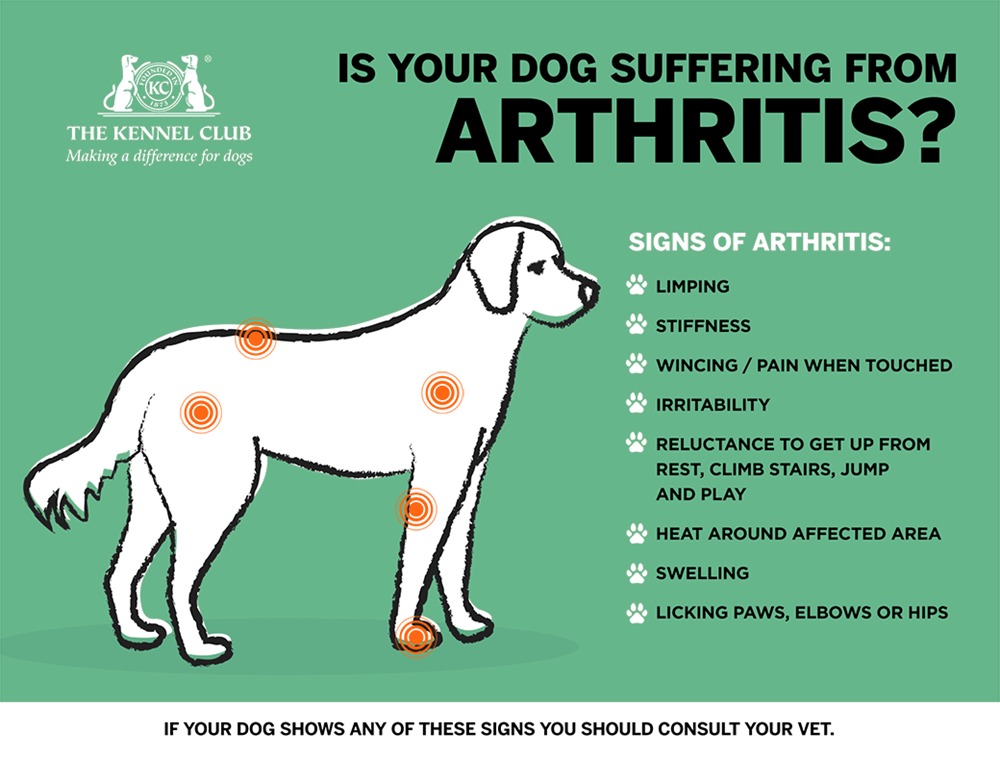 FOUNDED IN
KC
1873
®
THE KENNEL CLUB
Making a difference for dogs
IS YOUR DOG SUFFERING FROM
ARTHRITIS?
SIGNS OF ARTHRITIS:
LIMPING
STIFFNESS
WINCING / PAIN WHEN TOUCHED
IRRITABILITY
RELUCTANCE TO GET UP FROM
REST, CLIMB STAIRS, JUMP
AND PLAY
HEAT AROUND AFFECTED AREA
SWELLING
LICKING PAWS, ELBOWS OR HIPS
IF YOUR DOG SHOWS ANY OF THESE SIGNS YOU SHOULD CONSULT YOUR VET.